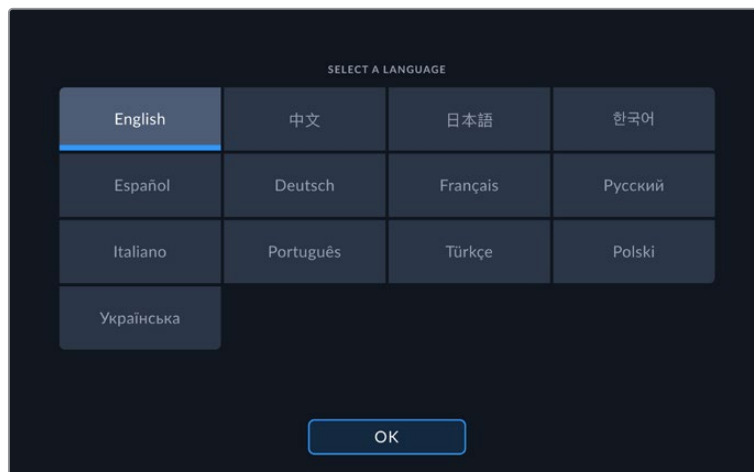 SELECT A LANGUAGE
English 中文 日本語 한국어
Español Deutsch Français Русский
Italiano Português Türkçe Polski
Українська
OK